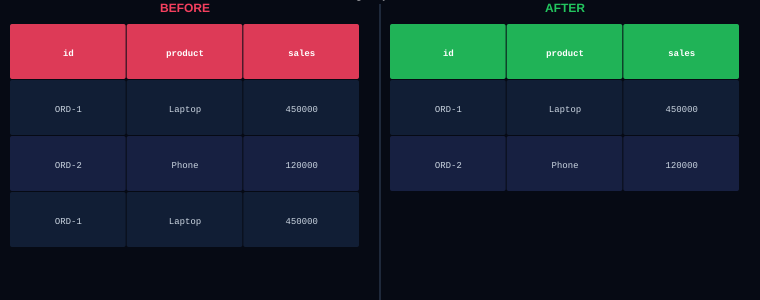 BEFORE
id product sales
ORD-1 Laptop 450000
ORD-2 Phone 120000
ORD-1 Laptop 450000
AFTER
id product sales
ORD-1 Laptop 450000
ORD-2 Phone 120000